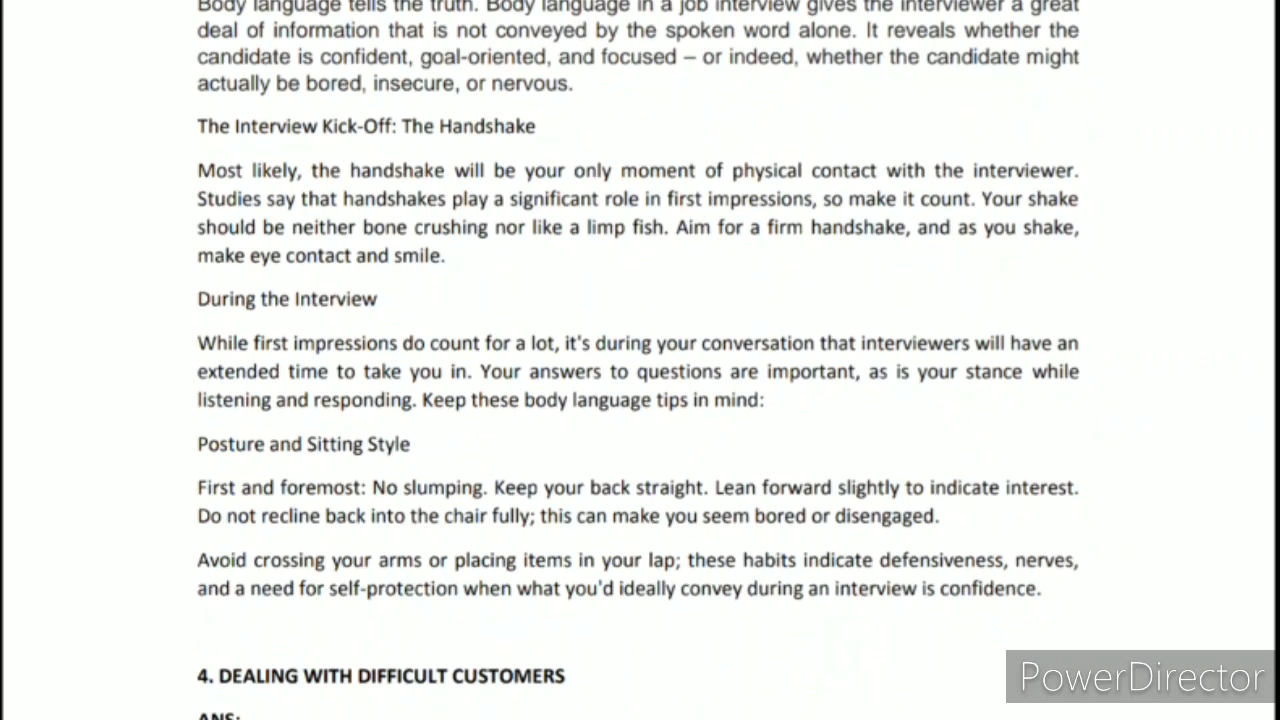 Body language tells the truth. Body language in a job interview gives the interviewer a great
deal of information that is not conveyed by the spoken word alone. It reveals whether the
candidate is confident, goal-oriented, and focused – or indeed, whether the candidate might
actually be bored, insecure, or nervous.
The Interview Kick-Off: The Handshake
Most likely, the handshake will be your only moment of physical contact with the interviewer.
Studies say that handshakes play a significant role in first impressions, so make it count. Your shake
should be neither bone crushing nor like a limp fish. Aim for a firm handshake, and as you shake,
make eye contact and smile.
During the Interview
While first impressions do count for a lot, it's during your conversation that interviewers will have an
extended time to take you in. Your answers to questions are important, as is your stance while
listening and responding. Keep these body language tips in mind:
Posture and Sitting Style
First and foremost: No slumping. Keep your back straight. Lean forward slightly to indicate interest.
Do not recline back into the chair fully; this can make you seem bored or disengaged.
Avoid crossing your arms or placing items in your lap; these habits indicate defensiveness, nerves,
and a need for self-protection when what you'd ideally convey during an interview is confidence.
4. DEALING WITH DIFFICULT CUSTOMERS
ANS:
PowerDirector